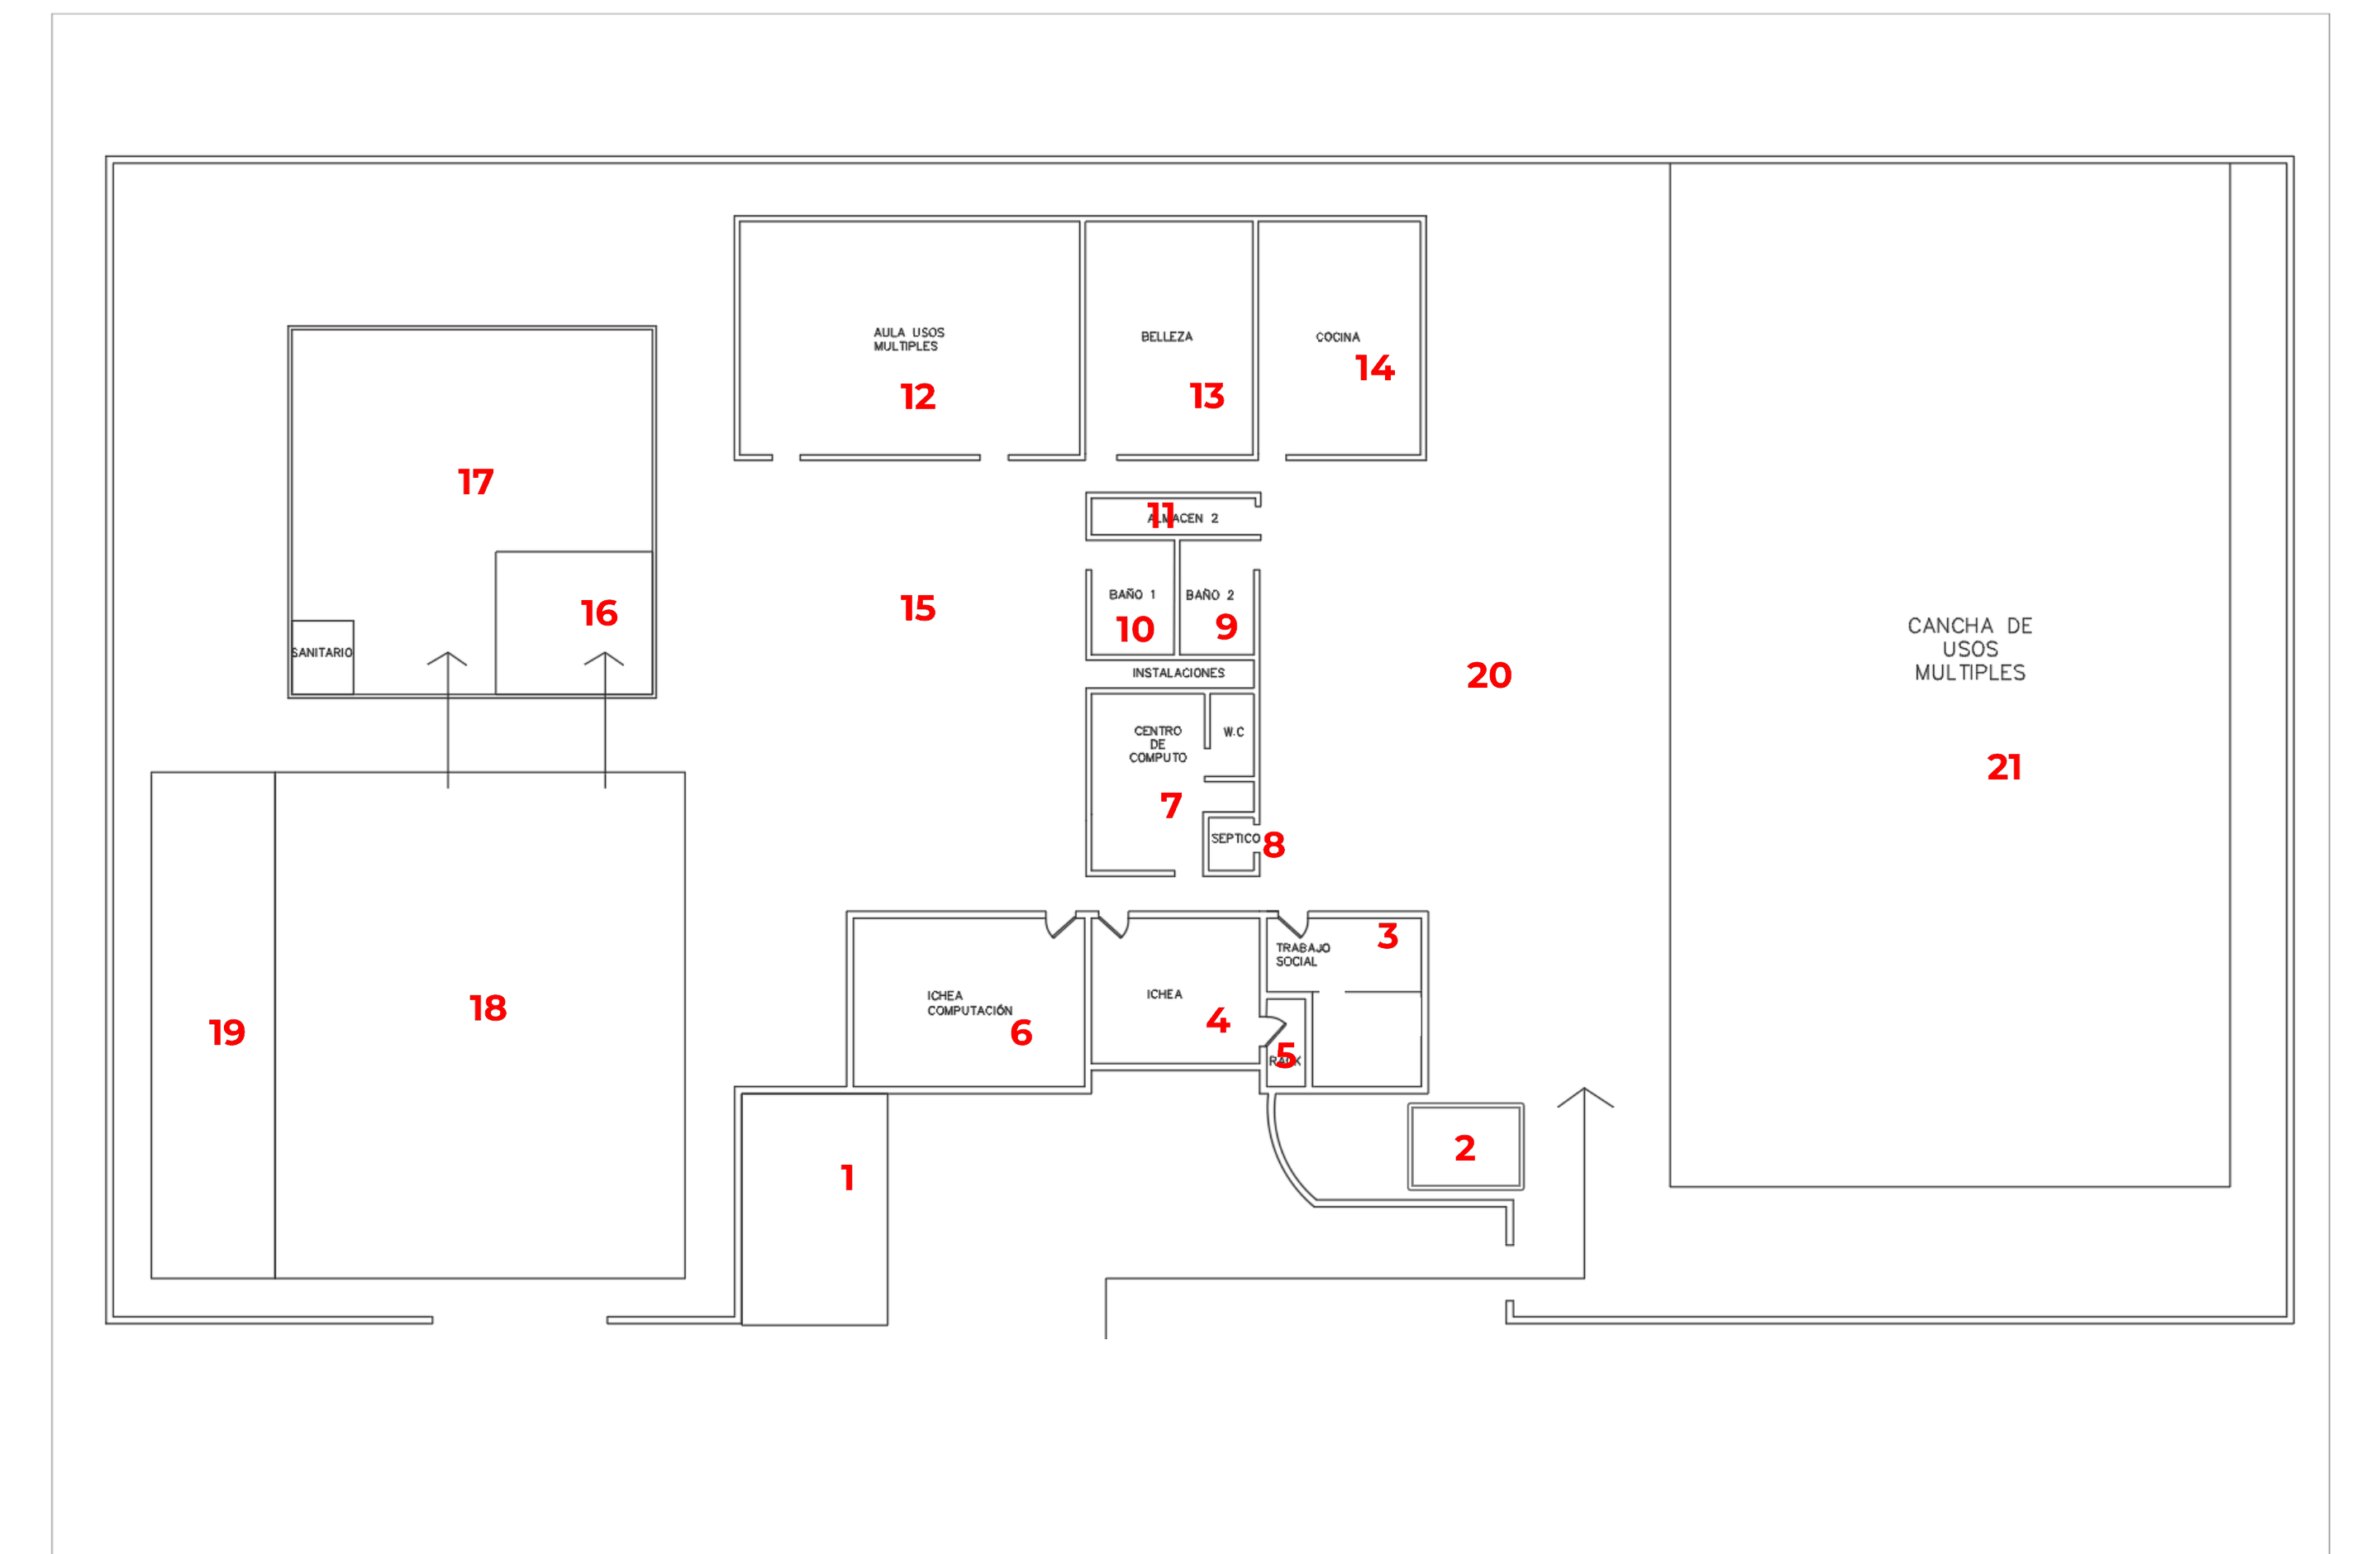 AULA USOS
MULTIPLES
12
BELLEZA
13
COCINA
14
17
16
SANITARIO
11
ALMACEN 2
15
BAÑO 1
10
BAÑO 2
9
INSTALACIONES
20
CANCHA DE
USOS
MULTIPLES
21
CENTRO
DE
COMPUTO
7
W.C
SEPTICO
8
19
18
ICHEA
COMPUTACIÓN
6
ICHEA
4
TRABAJO
SOCIAL
3
RACK
5
1
2